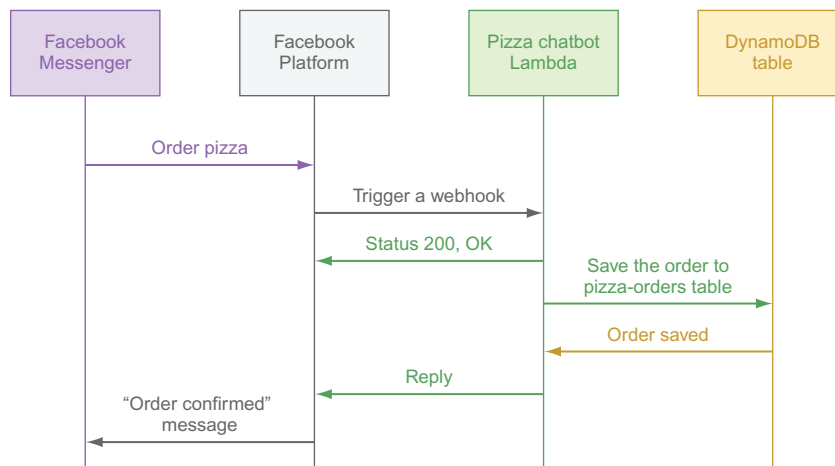 Facebook
Messenger
Facebook
Platform
Pizza chatbot
Lambda
DynamoDB
table
Order pizza
Trigger a webhook
Status 200, OK
Save the order to
pizza-orders table
Order saved
Reply
“Order confirmed”
message